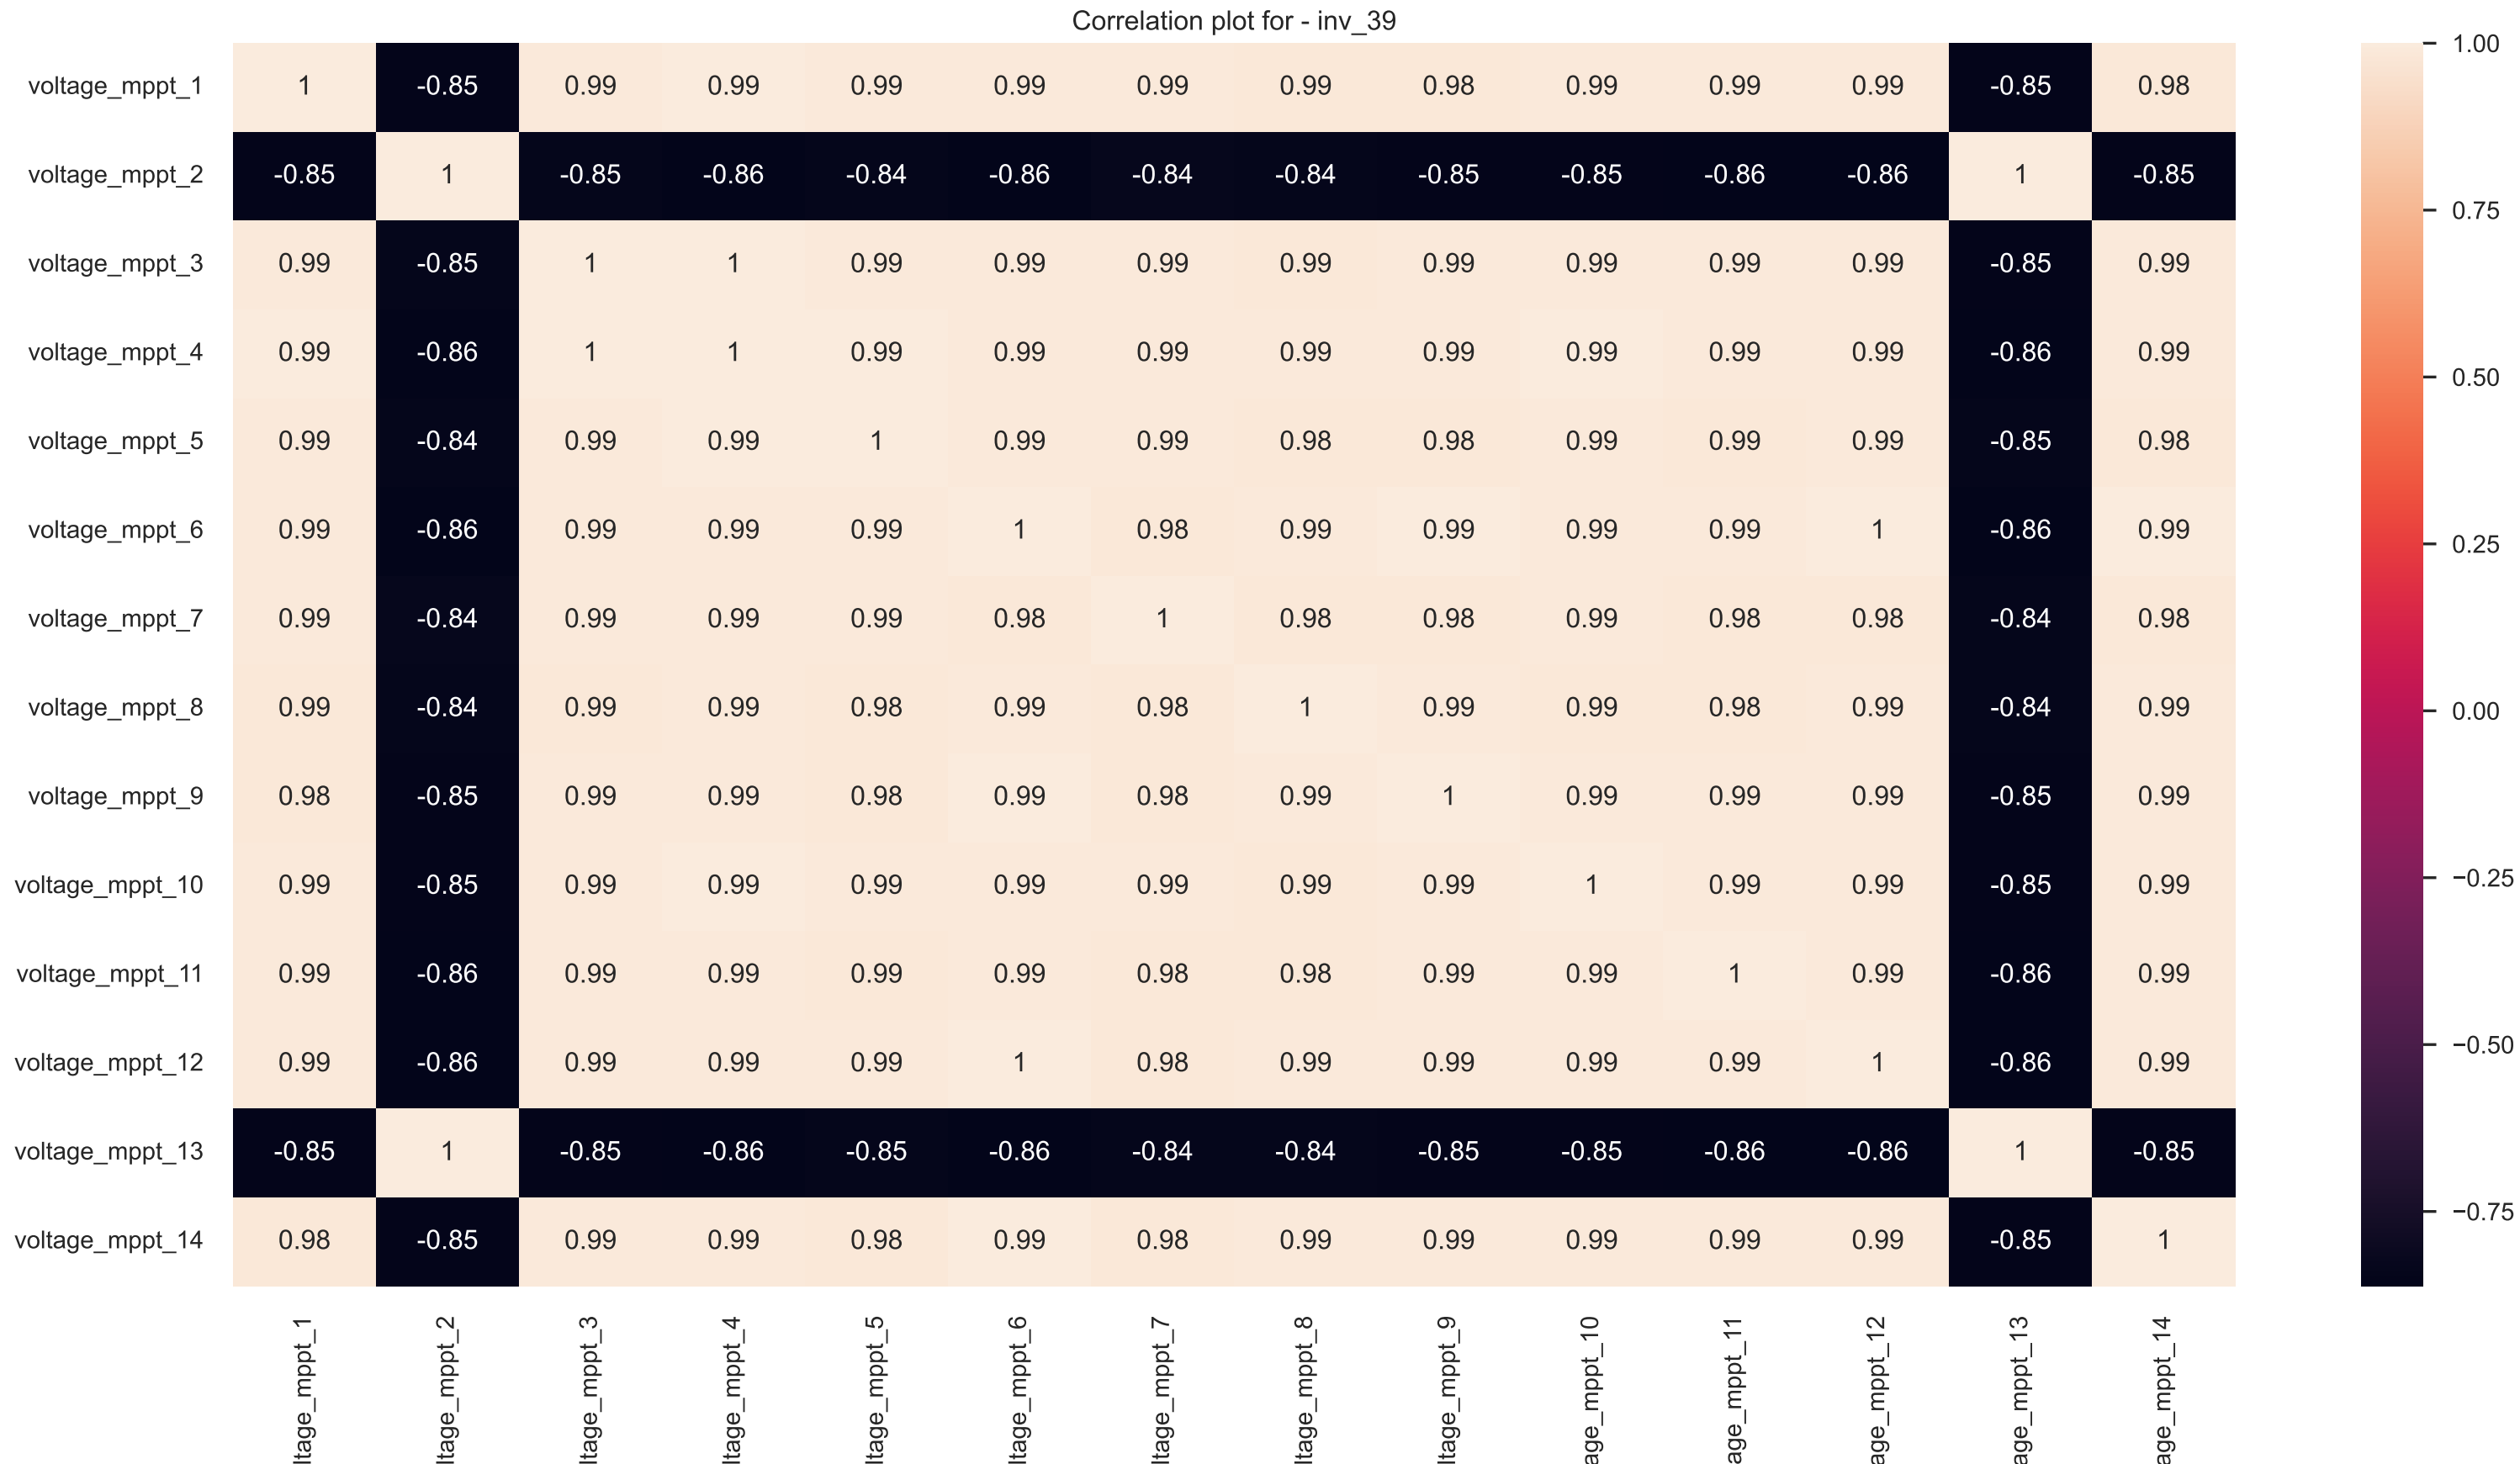 Correlation plot for - inv_39
voltage_mppt_1 1 -0.85 0.99 0.99 0.99 0.99 0.99 0.99 0.98 0.99 0.99 0.99 -0.85 0.98
voltage_mppt_2 -0.85 1 -0.85 -0.86 -0.84 -0.86 -0.84 -0.84 -0.85 -0.85 -0.86 -0.86 1 -0.85
voltage_mppt_3 0.99 -0.85 1 1 0.99 0.99 0.99 0.99 0.99 0.99 0.99 0.99 -0.85 0.99
voltage_mppt_4 0.99 -0.86 1 1 0.99 0.99 0.99 0.99 0.99 0.99 0.99 0.99 -0.86 0.99
voltage_mppt_5 0.99 -0.84 0.99 0.99 1 0.99 0.99 0.98 0.98 0.99 0.99 0.99 -0.85 0.98
voltage_mppt_6 0.99 -0.86 0.99 0.99 0.99 1 0.98 0.99 0.99 0.99 0.99 1 -0.86 0.99
voltage_mppt_7 0.99 -0.84 0.99 0.99 0.99 0.98 1 0.98 0.98 0.99 0.98 0.98 -0.84 0.98
voltage_mppt_8 0.99 -0.84 0.99 0.99 0.98 0.99 0.98 1 0.99 0.99 0.98 0.99 -0.84 0.99
voltage_mppt_9 0.98 -0.85 0.99 0.99 0.98 0.99 0.98 0.99 1 0.99 0.99 0.99 -0.85 0.99
voltage_mppt_10 0.99 -0.85 0.99 0.99 0.99 0.99 0.99 0.99 0.99 1 0.99 0.99 -0.85 0.99
voltage_mppt_11 0.99 -0.86 0.99 0.99 0.99 0.99 0.98 0.98 0.99 0.99 1 0.99 -0.86 0.99
voltage_mppt_12 0.99 -0.86 0.99 0.99 0.99 1 0.98 0.99 0.99 0.99 0.99 1 -0.86 0.99
voltage_mppt_13 -0.85 1 -0.85 -0.86 -0.85 -0.86 -0.84 -0.84 -0.85 -0.85 -0.86 -0.86 1 -0.85
voltage_mppt_14 0.98 -0.85 0.99 0.99 0.98 0.99 0.98 0.99 0.99 0.99 0.99 0.99 -0.85 1
ltage_mppt_1
ltage_mppt_2
ltage_mppt_3
ltage_mppt_4
ltage_mppt_5
ltage_mppt_6
ltage_mppt_7
ltage_mppt_8
ltage_mppt_9
age_mppt_10
age_mppt_11
age_mppt_12
age_mppt_13
age_mppt_14
1.00
0.75
0.50
0.25
0.00
−0.25
−0.50
−0.75